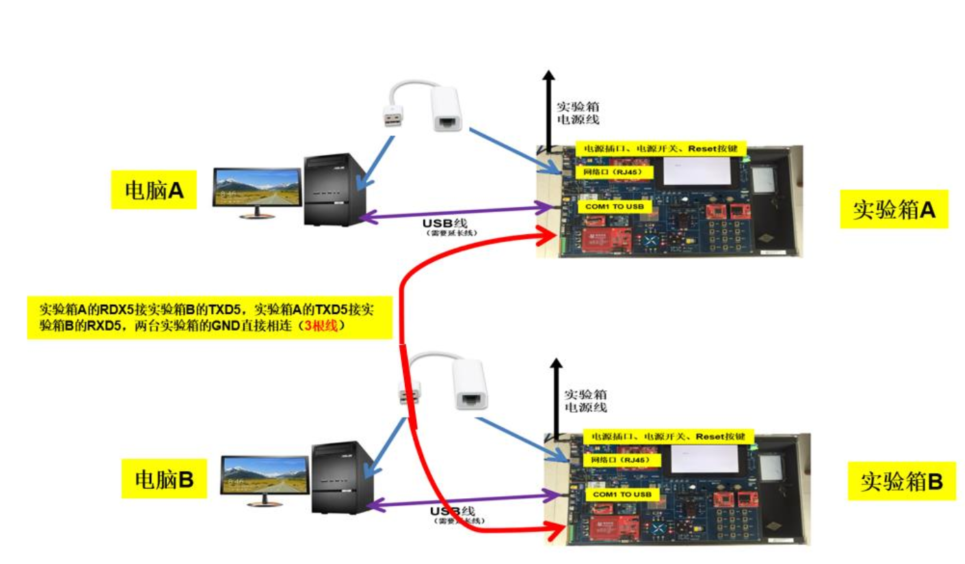 实验箱
电源线
电源插口、电源开关、Reset按键
网络口（RJ45）
电脑A
COM1 TO USB
实验箱A
USB线
（需要延长线）
实验箱A的RDX5接实验箱B的TXD5，实验箱A的TXD5接实
验箱B的RXD5，两台实验箱的GND直接相连（3根线）
实验箱
电源线
电源插口、电源开关、Reset按键
网络口（RJ45）
电脑B
COM1 TO USB
实验箱B
USB线
（需要延长线）